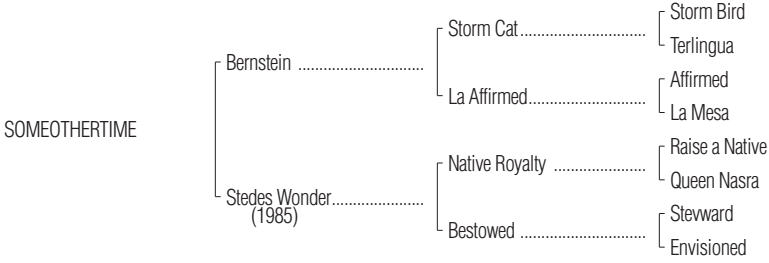 Storm Bird
Storm Cat..............................
Terlingua
Bernstein ..............................
Affirmed
La Affirmed............................
La Mesa
SOMEOTHERTIME
Raise a Native
Native Royalty ......................
Queen Nasra
Stedes Wonder......................
(1985)
Stevward
Bestowed ..............................
Envisioned